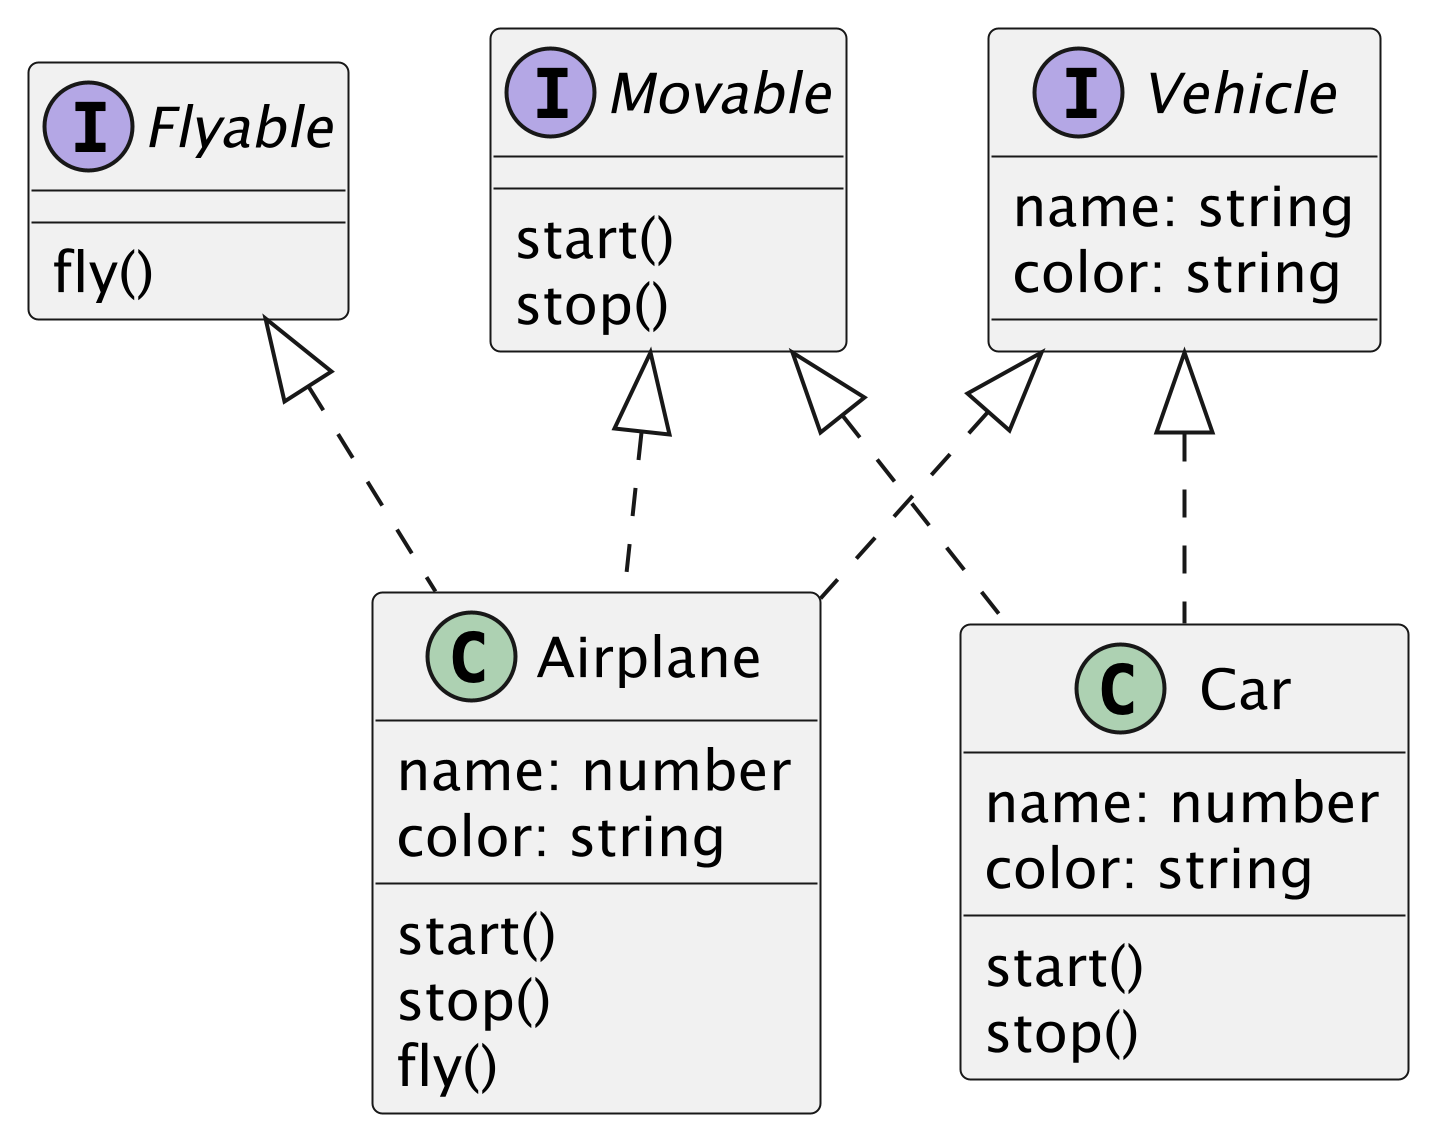 I Flyable
fly()
I Movable
start()
stop()
I Vehicle
name: string
color: string
C Airplane
name: number
color: string
start()
stop()
fly()
C Car
name: number
color: string
start()
stop()